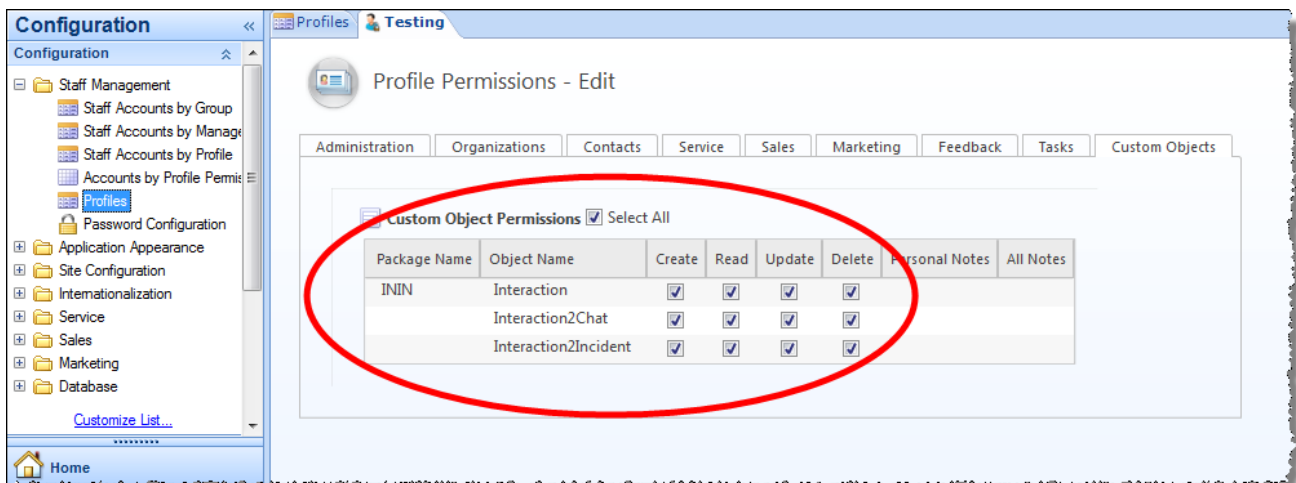 Configuration «
Profiles Testing
Configuration
Staff Management
Staff Accounts by Group
Staff Accounts by Manage
Staff Accounts by Profile
Accounts by Profile Permis
Profiles
Password Configuration
Application Appearance
Site Configuration
Internationalization
Service
Sales
Marketing
Database
Customize List...
Home
Profile Permissions - Edit
Administration Organizations Contacts Service Sales Marketing Feedback Tasks Custom Objects
Custom Object Permissions Select All
Package Name Object Name Create Read Update Delete Personal Notes All Notes
ININ Interaction
Interaction2Chat
Interaction2Incident